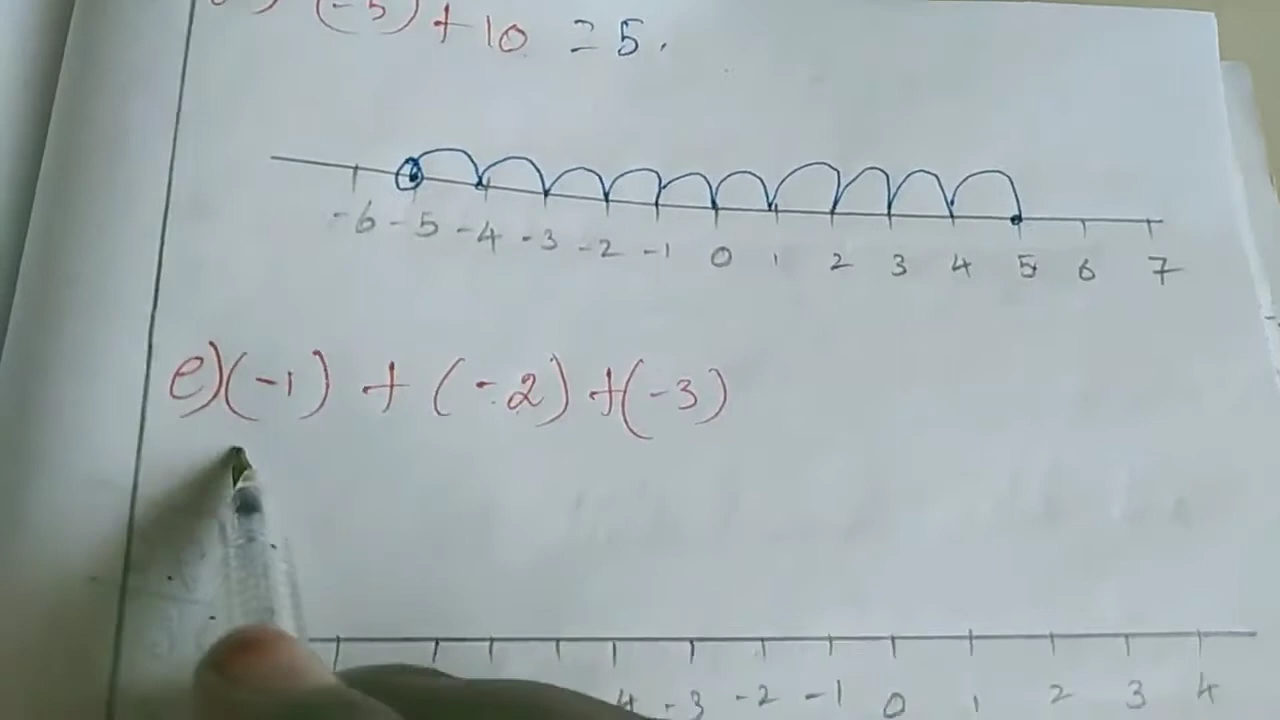 (-5) + 10 = 5.
-6 -5 -4 -3 -2 -1 0 1 2 3 4 5 6 7
e) (-1) + (-2) + (-3)
4 -3 -2 -1 0 1 2 3 4